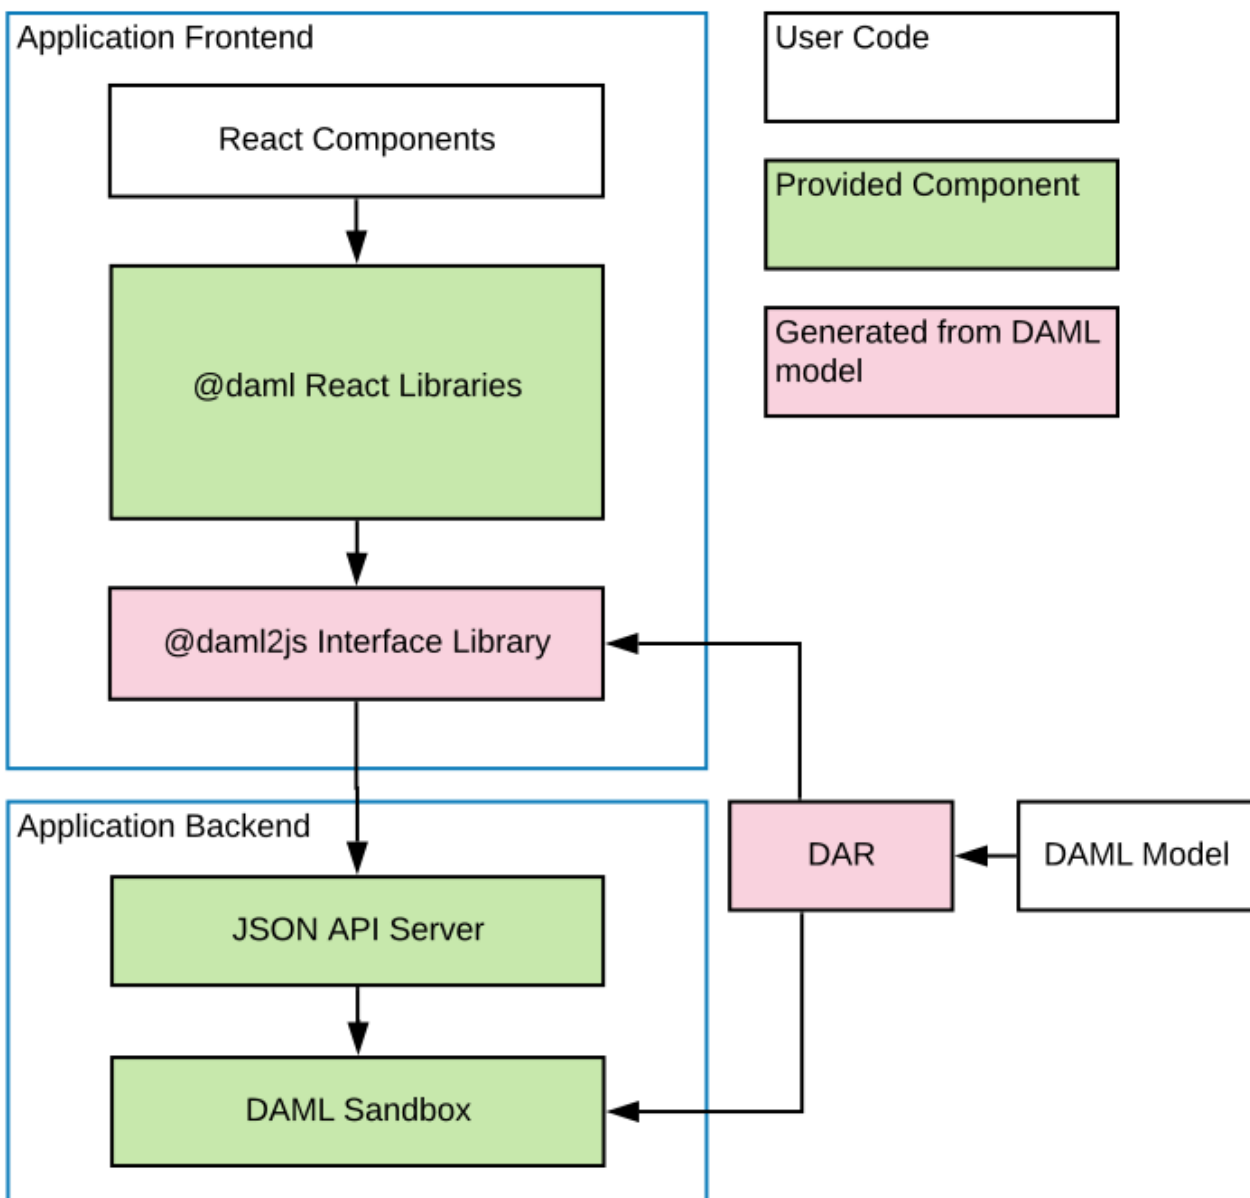 Application Frontend
React Components
@daml React Libraries
@daml2js Interface Library
User Code
Provided Component
Generated from DAML
model
Application Backend
JSON API Server
DAML Sandbox
DAR
DAML Model